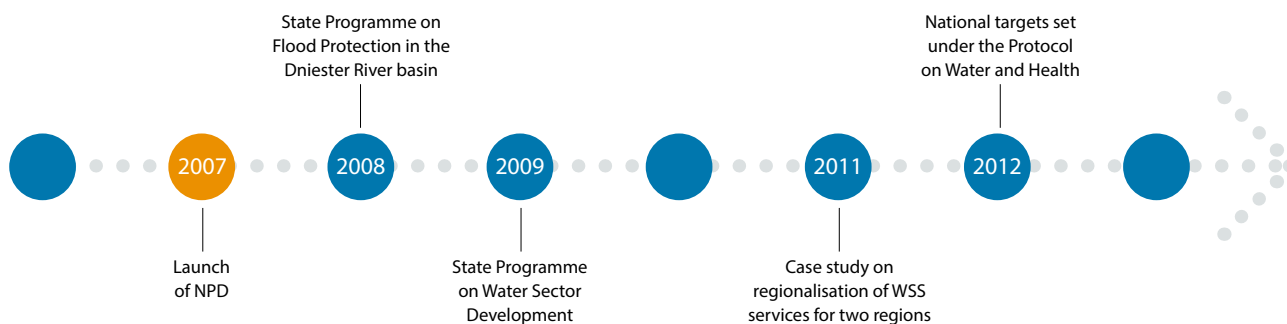 State Programme on
Flood Protection in the
Dniester River basin
National targets set
under the Protocol
on Water and Health
2007
2008
2009
2011
2012
Launch
of NPD
State Programme
on Water Sector
Development
Case study on
regionalisation of WSS
services for two regions